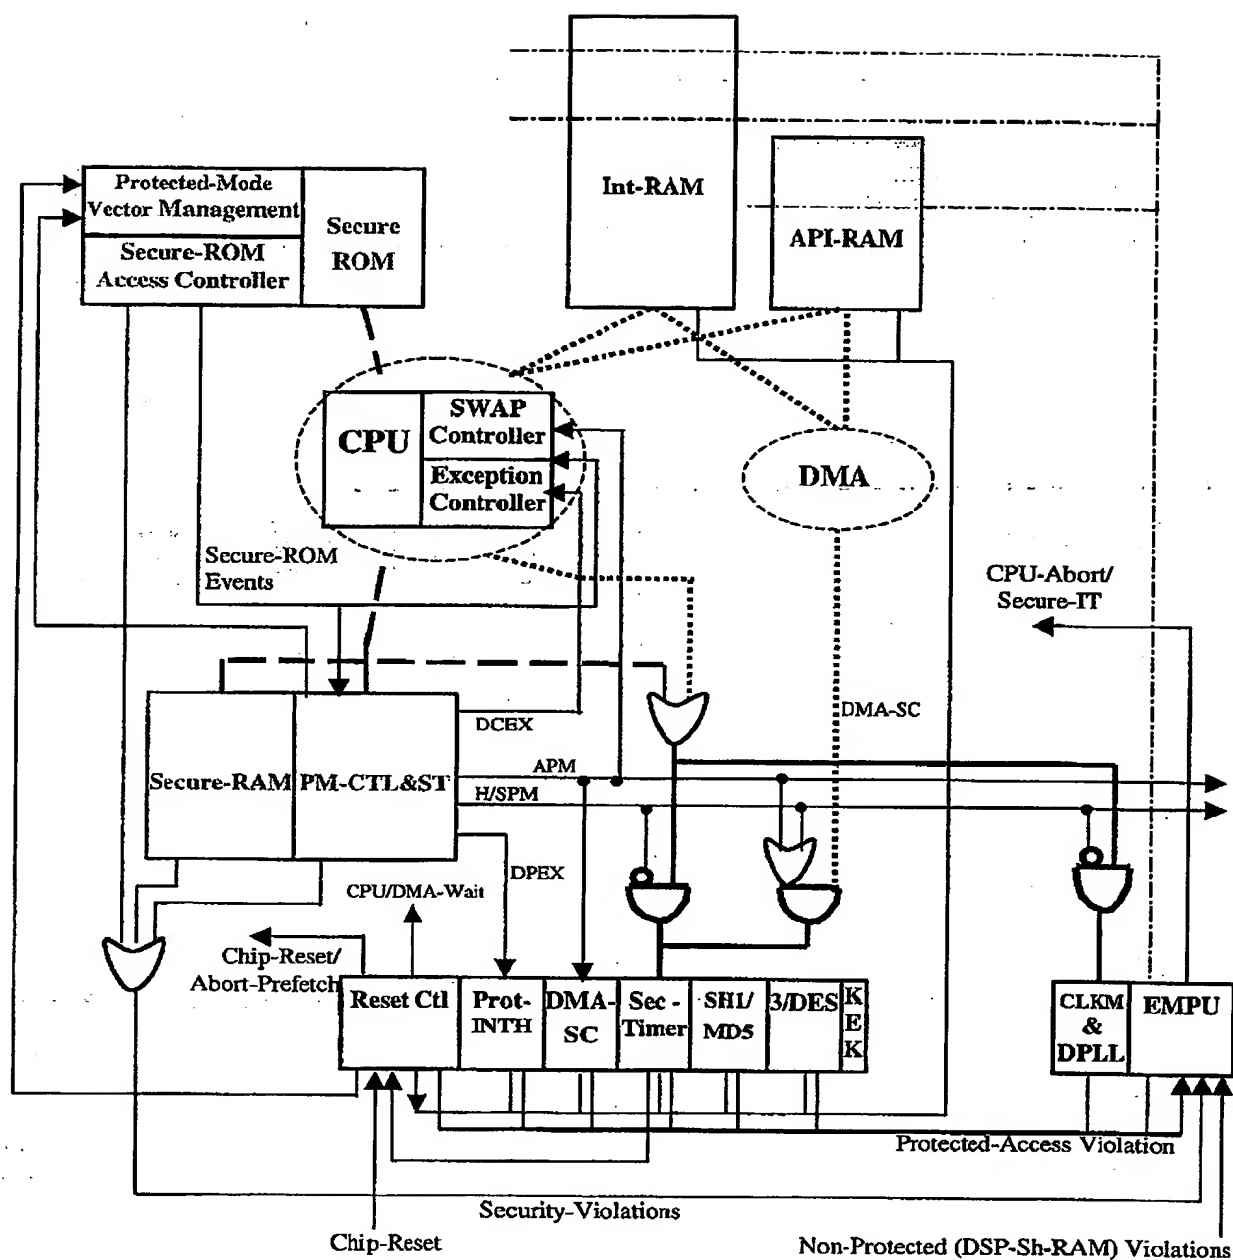 Protected-Mode
Vector Management
Secure-ROM
Access Controller
Secure
ROM
Int-RAM
API-RAM
CPU
SWAP
Controller
Exception
Controller
DMA
Secure-ROM
Events
CPU-Abort/
Secure-IT
DCEX
DMA-SC
Secure-RAM
PM-CTL&ST
APM
H/SPM
DPEX
CPU/DMA-Wait
Chip-Reset/
Abort-Prefetch
Reset Ctl
Prot-
INTH
DMA-
SC
Sec -
Timer
SH1/
MD5
3/DES
K
E
K
CLKM
&
DPLL
EMPU
Protected-Access Violation
Security-Violations
Chip-Reset
Non-Protected (DSP-Sh-RAM) Violations